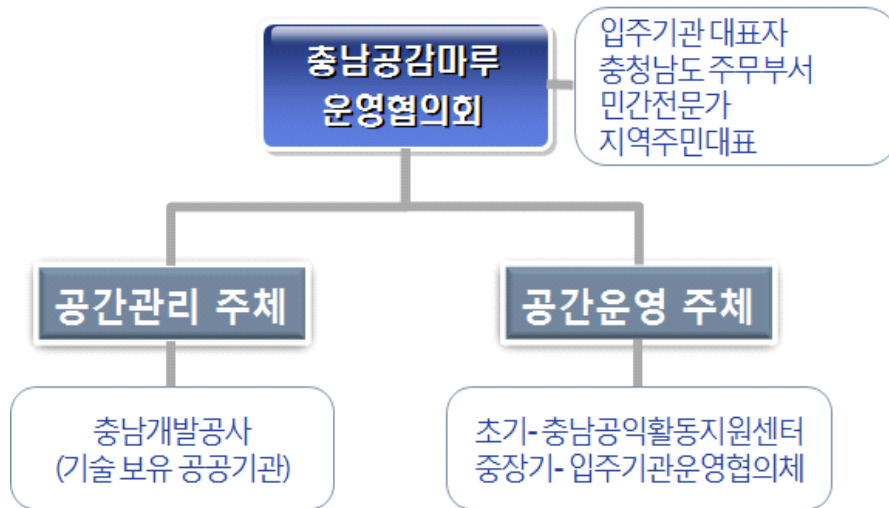 충남공감마루
운영협의회
입주기관 대표자
충청남도 주무부서
민간전문가
지역주민대표
공간관리 주체
공간운영 주체
충남개발공사
(기술 보유 공공기관)
초기- 충남공익활동지원센터
중장기- 입주기관운영협의체